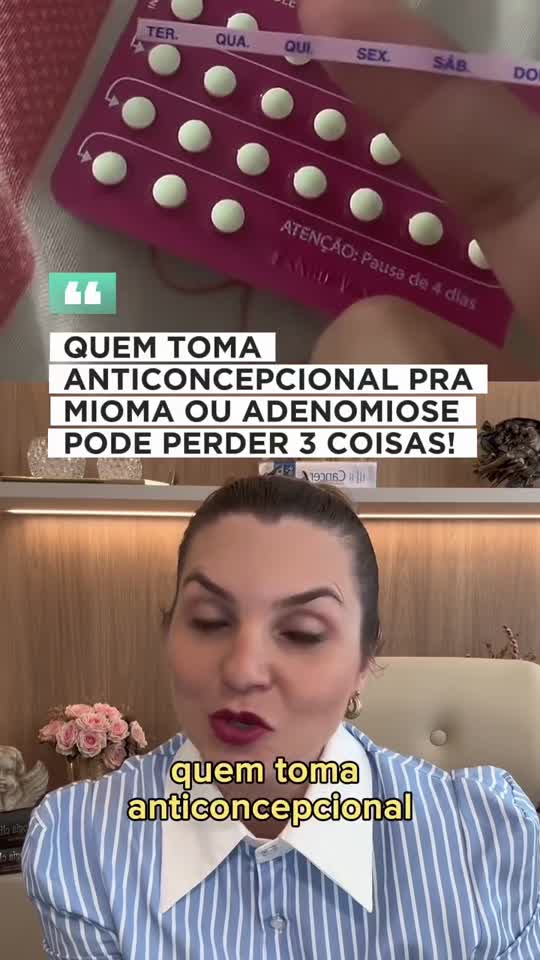 TER. QUA. QUI. SEX. SÁB.
ATENÇÃO: Pausa de 4 dias
QUEM TOMA
ANTICONCEPCIONAL PRA
MIOMA OU ADENOMIOSE
PODE PERDER 3 COISAS!
Cancer
quem toma
anticoncepcional